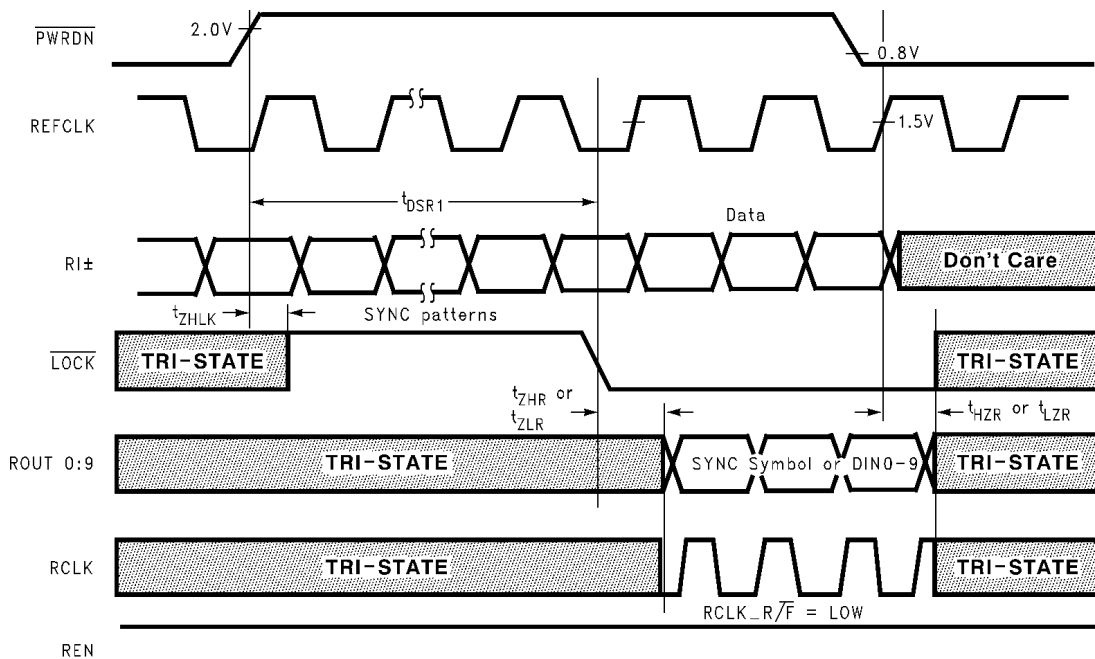 PWRDN
2.0V
0.8V
REFCLK
1.5V
tDSR1
Data
RI±
Don't Care
tZHLK
SYNC patterns
LOCK
TRI-STATE
TRI-STATE
tZHR or
tZLR
tHZR or tLZR
ROUT 0:9
TRI-STATE
SYNC Symbol or DIN0-9
TRI-STATE
RCLK
TRI-STATE
TRI-STATE
RCLK_R/F = LOW
REN